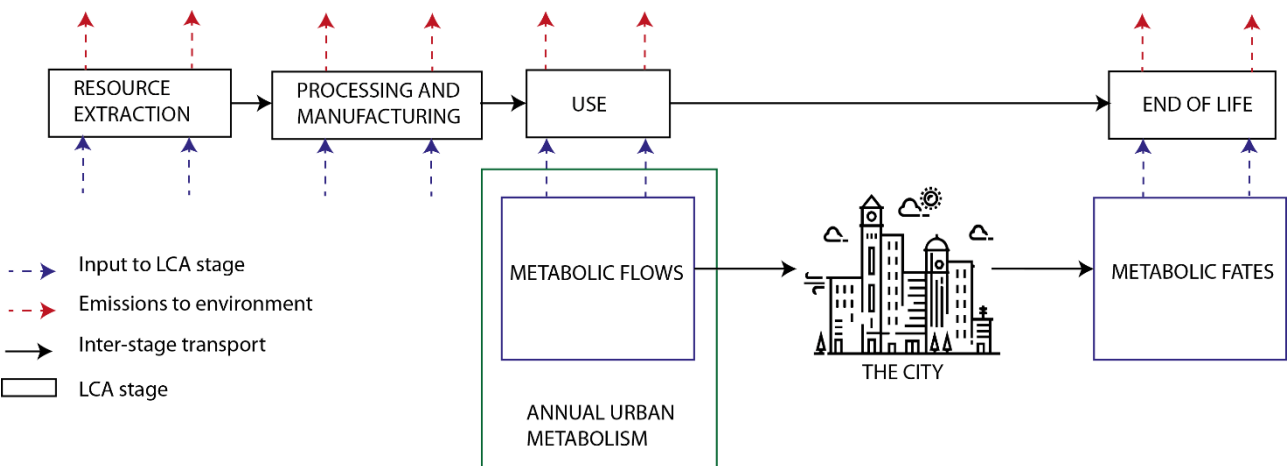 RESOURCE
EXTRACTION
PROCESSING AND
MANUFACTURING
USE
END OF LIFE
Input to LCA stage
Emissions to environment
Inter-stage transport
LCA stage
METABOLIC FLOWS
ANNUAL URBAN
METABOLISM
THE CITY
METABOLIC FATES